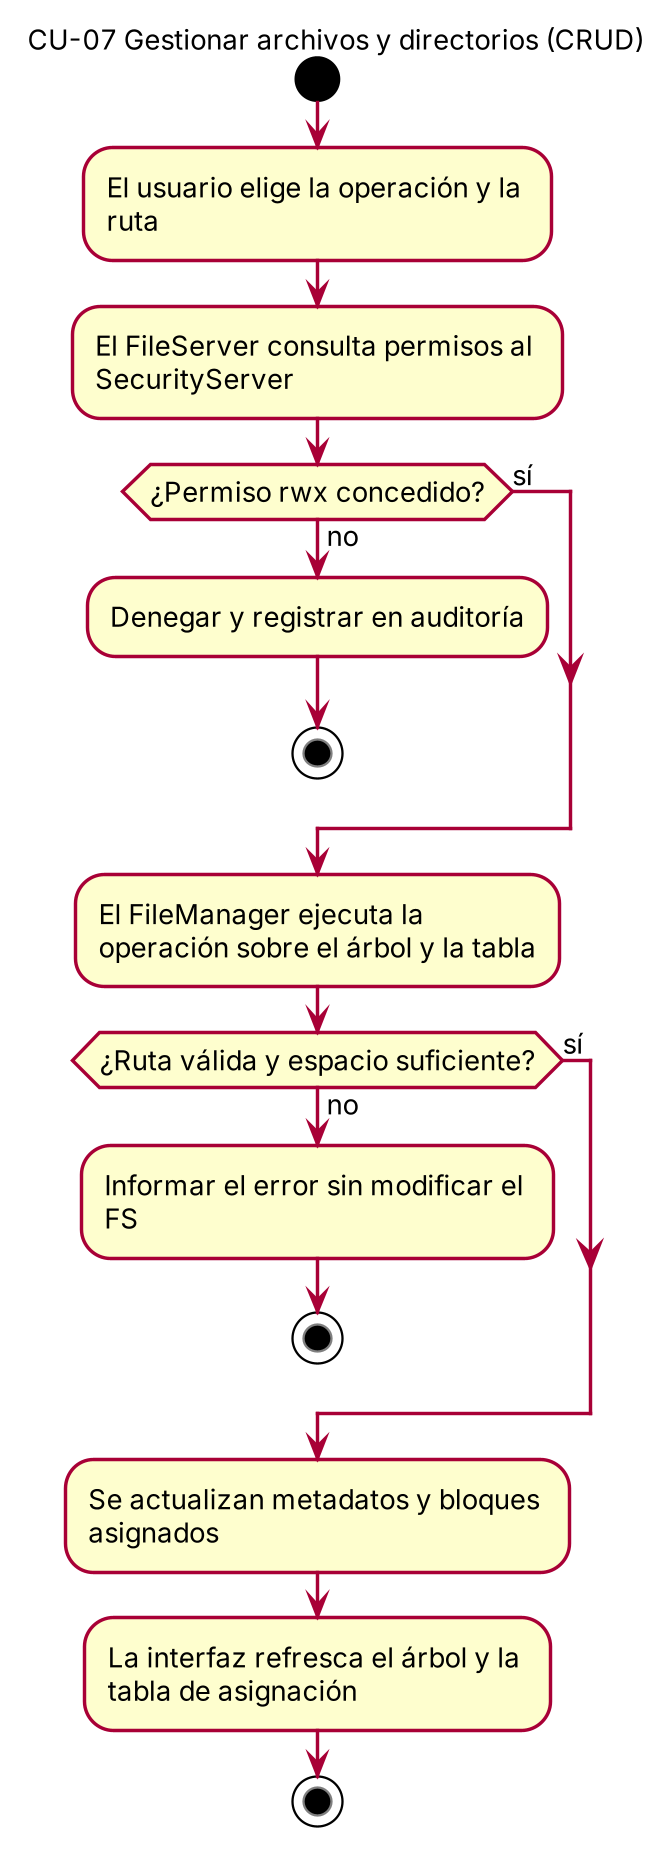 CU-07 Gestionar archivos y directorios (CRUD)
El usuario elige la operación y la
ruta
El FileServer consulta permisos al
SecurityServer
¿Permiso rwx concedido?
sí
no
Denegar y registrar en auditoría
El FileManager ejecuta la
operación sobre el árbol y la tabla
¿Ruta válida y espacio suficiente?
sí
no
Informar el error sin modificar el
FS
Se actualizan metadatos y bloques
asignados
La interfaz refresca el árbol y la
tabla de asignación